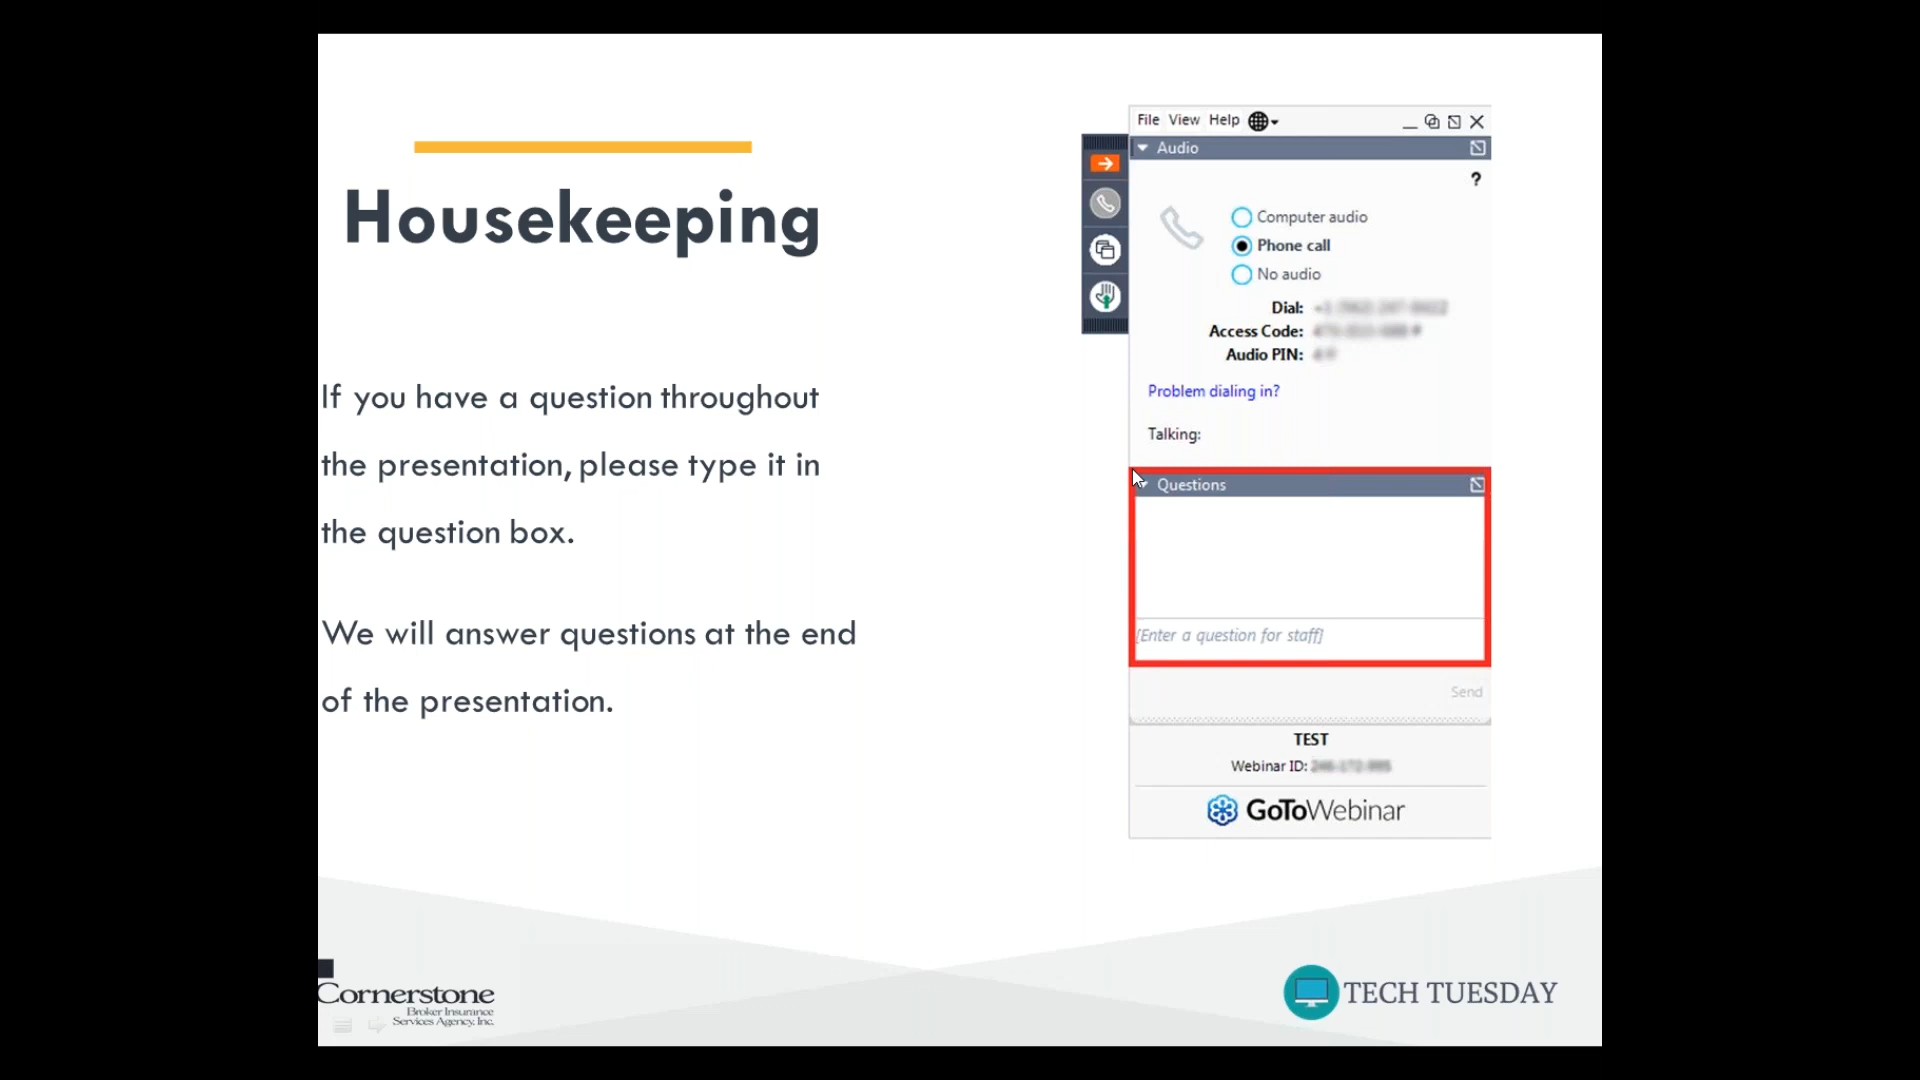 Housekeeping
If you have a question throughout
the presentation, please type it in
the question box.
We will answer questions at the end
of the presentation.
File View Help
Audio
?
Computer audio
Phone call
No audio
Dial:
Access Code:
Audio PIN:
Problem dialing in?
Talking:
Questions
[Enter a question for staff]
Send
TEST
Webinar ID:
GoToWebinar
Cornerstone
Broker Insurance
Services Agency, Inc.
TECH TUESDAY